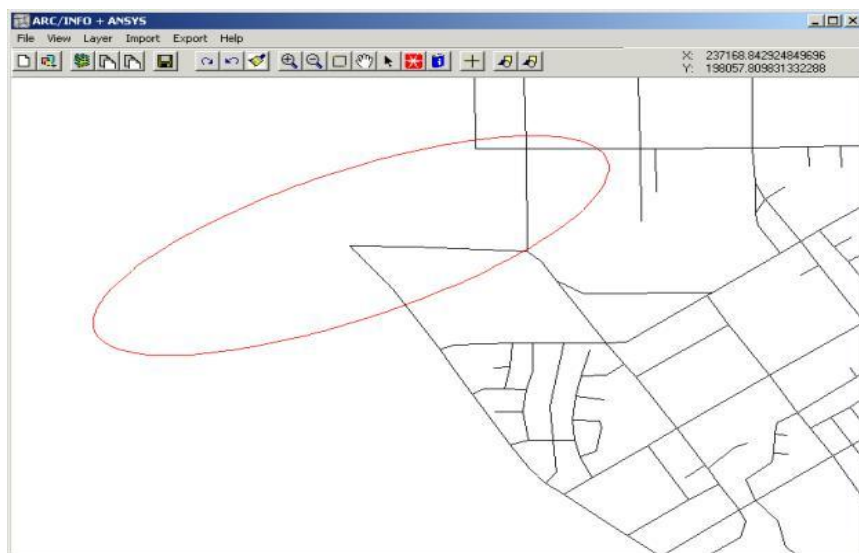 ARC/INFO + ANSYS
File View Layer Import Export Help
X: 237168.842924849696
Y: 198057.809831332288